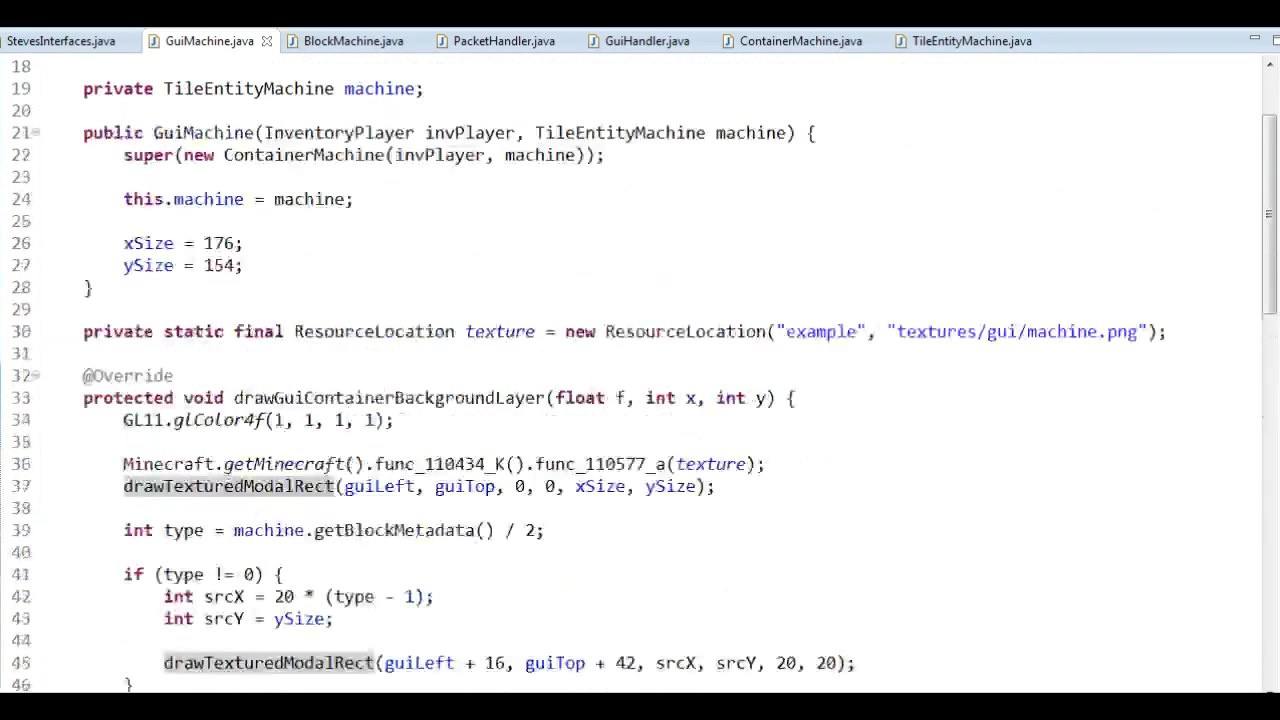 StevesInterfaces.java GuiMachine.java BlockMachine.java PacketHandler.java GuiHandler.java ContainerMachine.java TileEntityMachine.java
18
19 private TileEntityMachine machine;
20
21 public GuiMachine(InventoryPlayer invPlayer, TileEntityMachine machine) {
22 super(new ContainerMachine(invPlayer, machine));
23
24 this.machine = machine;
25
26 xSize = 176;
27 ySize = 154;
28 }
29
30 private static final ResourceLocation texture = new ResourceLocation("example", "textures/gui/machine.png");
31
32 @Override
33 protected void drawGuiContainerBackgroundLayer(float f, int x, int y) {
34 GL11.glColor4f(1, 1, 1, 1);
35
36 Minecraft.getMinecraft().func_110434_K().func_110577_a(texture);
37 drawTexturedModalRect(guiLeft, guiTop, 0, 0, xSize, ySize);
38
39 int type = machine.getBlockMetadata() / 2;
40
41 if (type != 0) {
42 int srcX = 20 * (type - 1);
43 int srcY = ySize;
44
45 drawTexturedModalRect(guiLeft + 16, guiTop + 42, srcX, srcY, 20, 20);
46 }